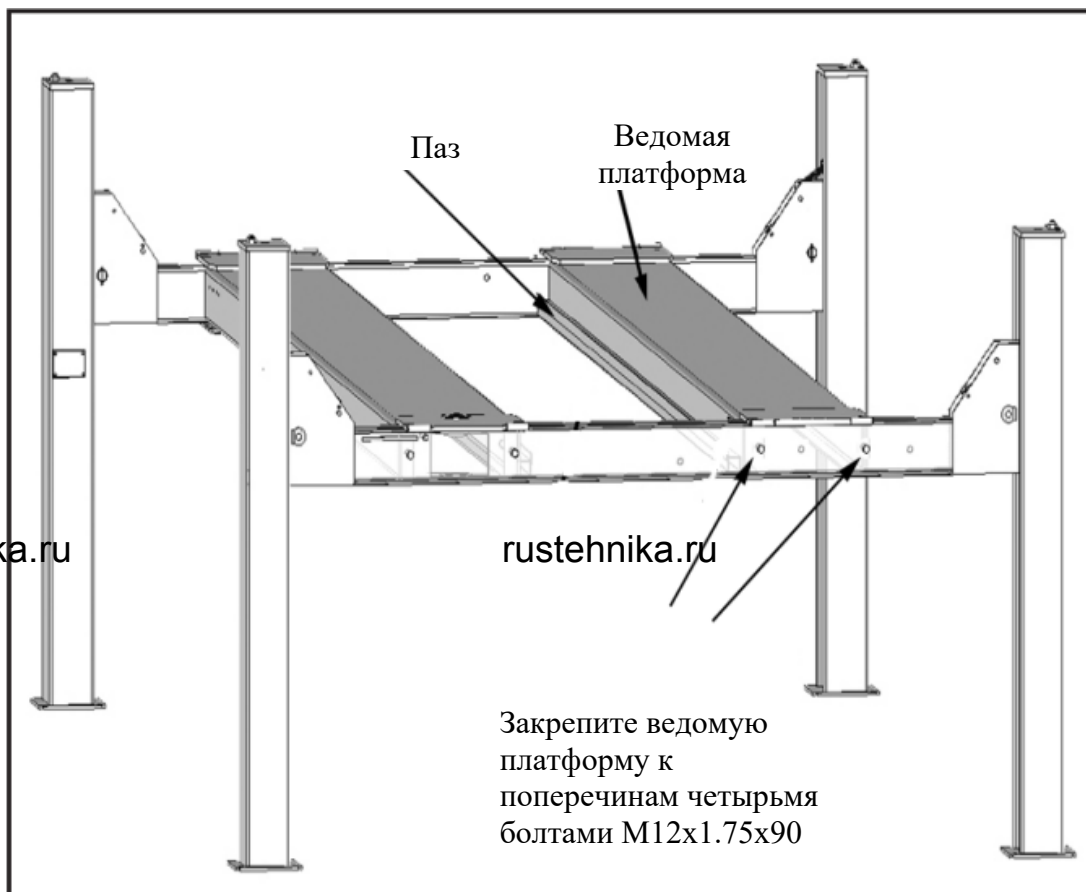 Паз
Ведомая
платформа
ka.ru
rustehnika.ru
Закрепите ведомую
платформу к
поперечинам четырьмя
болтами M12x1.75x90